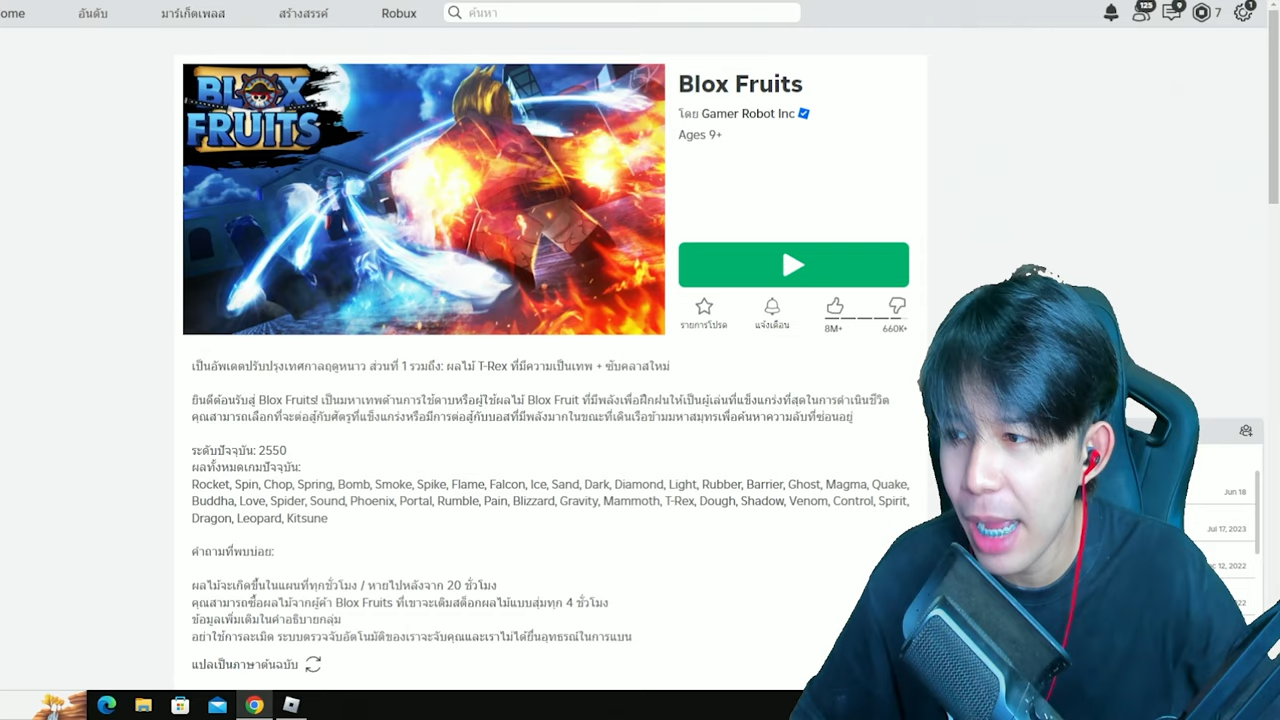 ome อันดับ มาร์เก็ตเพลส สร้างสรรค์ Robux ค้นหา 125 9 7 1
BLOX
FRUITS
Blox Fruits
โดย Gamer Robot Inc
Ages 9+
รายการโปรด แจ้งเตือน 8M+ 660K+
เป็นอัพเดตปรับปรุงเทศกาลฤดูหนาว ส่วนที่ 1 รวมถึง: ผลไม้ T-Rex ที่มีความเป็นเทพ + ซับคลาสใหม่
ยินดีต้อนรับสู่ Blox Fruits! เป็นมหาเทพด้านการใช้ดาบหรือผู้ใช้ผลไม้ Blox Fruit ที่มีพลังเพื่อฝึกฝนให้เป็นผู้เล่นที่แข็งแกร่งที่สุดในการดำเนินชีวิต
คุณสามารถเลือกที่จะต่อสู้กับศัตรูที่แข็งแกร่งหรือมีการต่อสู้กับบอสที่มีพลังมากในขณะที่เดินเรือข้ามมหาสมุทรเพื่อค้นหาความลับที่ซ่อนอยู่
ระดับปัจจุบัน: 2550
ผลทั้งหมดเกมปัจจุบัน:
Rocket, Spin, Chop, Spring, Bomb, Smoke, Spike, Flame, Falcon, Ice, Sand, Dark, Diamond, Light, Rubber, Barrier, Ghost, Magma, Quake,
Buddha, Love, Spider, Sound, Phoenix, Portal, Rumble, Pain, Blizzard, Gravity, Mammoth, T-Rex, Dough, Shadow, Venom, Control, Spirit,
Dragon, Leopard, Kitsune
คำถามที่พบบ่อย:
ผลไม้จะเกิดขึ้นในแผนที่ทุกชั่วโมง / หายไปหลังจาก 20 ชั่วโมง
คุณสามารถซื้อผลไม้จากผู้ค้า Blox Fruits ที่เขาจะเติมสต็อกผลไม้แบบสุ่มทุก 4 ชั่วโมง
ข้อมูลเพิ่มเติมในคำอธิบายกลุ่ม
อย่าใช้การละเมิด ระบบตรวจจับอัตโนมัติของเราจะจับคุณและเราไม่ได้ยื่นอุทธรณ์ในการแบน
แปลเป็นภาษาต้นฉบับ
Jun 18
Jul 17, 2023
12, 2022